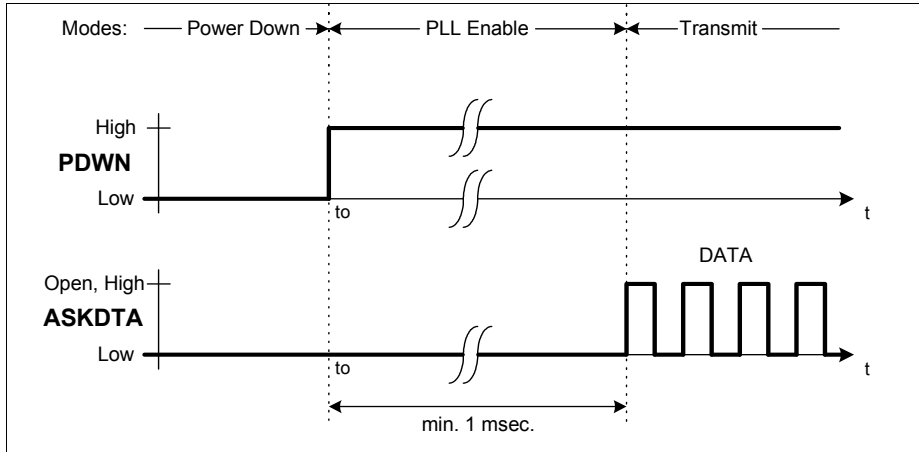 Modes: Power Down PLL Enable Transmit
High
PDWN
Low
to
t
DATA
Open, High
ASKDTA
Low
to
t
min. 1 msec.